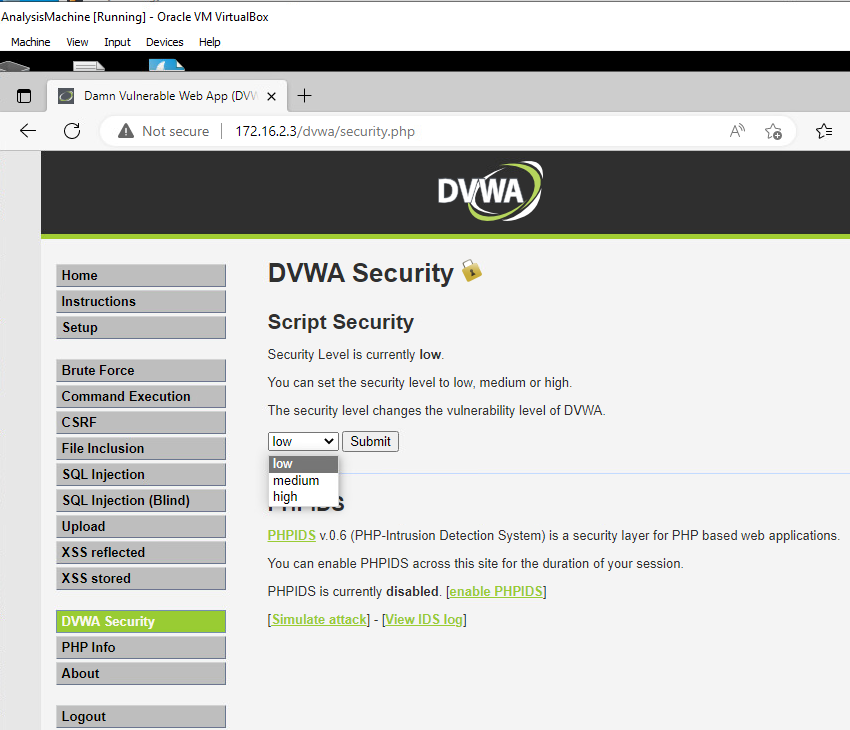 AnalysisMachine [Running] - Oracle VM VirtualBox
Machine View Input Devices Help
Damn Vulnerable Web App (DV
Not secure 172.16.2.3/dvwa/security.php
DVWA
Home
Instructions
Setup
Brute Force
Command Execution
CSRF
File Inclusion
SQL Injection
SQL Injection (Blind)
Upload
XSS reflected
XSS stored
DVWA Security
PHP Info
About
Logout
DVWA Security
Script Security
Security Level is currently low.
You can set the security level to low, medium or high.
The security level changes the vulnerability level of DVWA.
low Submit
low
medium
high
PHPIDS
PHPIDS v.0.6 (PHP-Intrusion Detection System) is a security layer for PHP based web applications.
You can enable PHPIDS across this site for the duration of your session.
PHPIDS is currently disabled. [enable PHPIDS]
[Simulate attack] - [View IDS log]